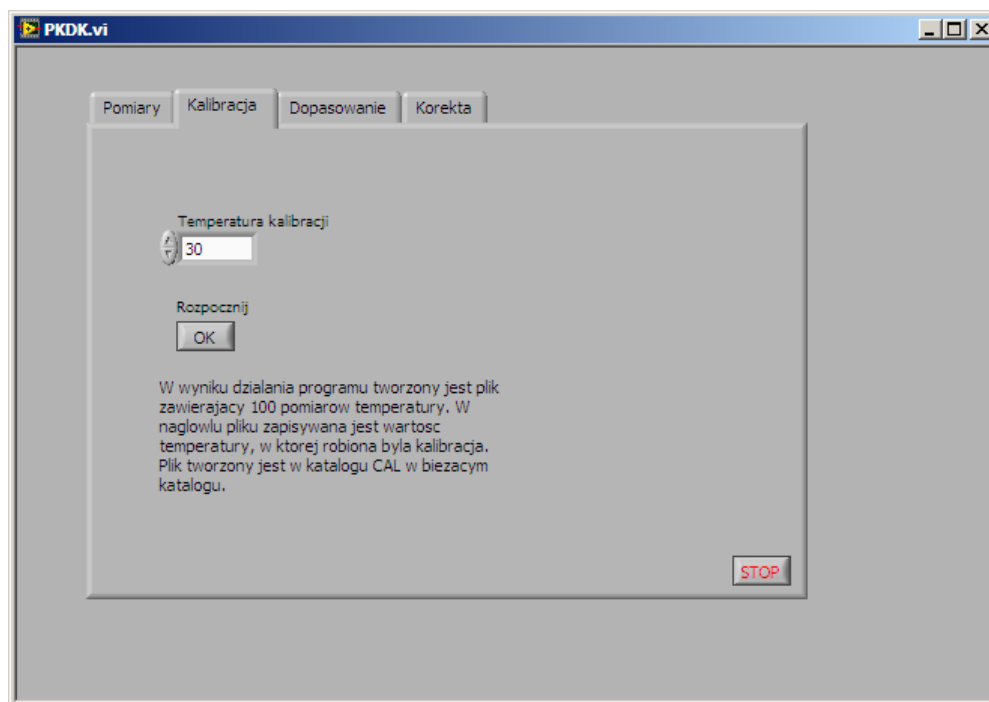 PKDK.vi
Pomiary Kalibracja Dopasowanie Korekta
Temperatura kalibracji
30
Rozpocznij
OK
W wyniku dzialania programu tworzony jest plik
zawierajacy 100 pomiarow temperatury. W
naglowlu pliku zapisywana jest wartosc
temperatury, w ktorej robiona byla kalibracja.
Plik tworzony jest w katalogu CAL w biezacym
katalogu.
STOP